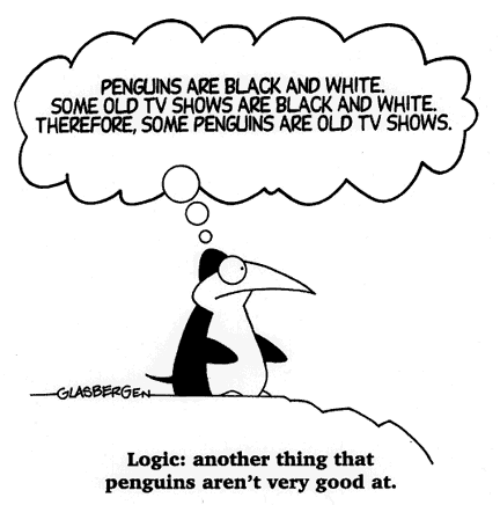 PENGUINS ARE BLACK AND WHITE.
SOME OLD TV SHOWS ARE BLACK AND WHITE.
THEREFORE, SOME PENGUINS ARE OLD TV SHOWS.
GLASBERGEN
Logic: another thing that
penguins aren't very good at.